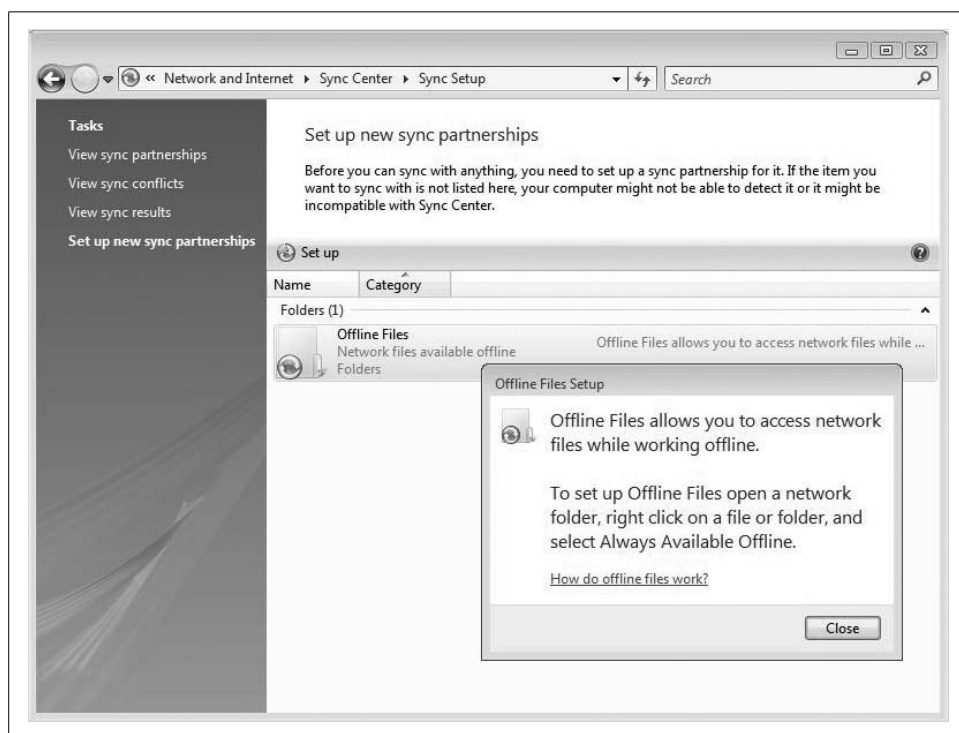 « Network and Internet ▸ Sync Center ▸ Sync Setup
Search
Tasks
View sync partnerships
View sync conflicts
View sync results
Set up new sync partnerships
Set up new sync partnerships
Before you can sync with anything, you need to set up a sync partnership for it. If the item you
want to sync with is not listed here, your computer might not be able to detect it or it might be
incompatible with Sync Center.
Set up
Name Category
Folders (1)
Offline Files
Network files available offline
Folders
Offline Files allows you to access network files while ...
Offline Files Setup
Offline Files allows you to access network
files while working offline.
To set up Offline Files open a network
folder, right click on a file or folder, and
select Always Available Offline.
How do offline files work?
Close